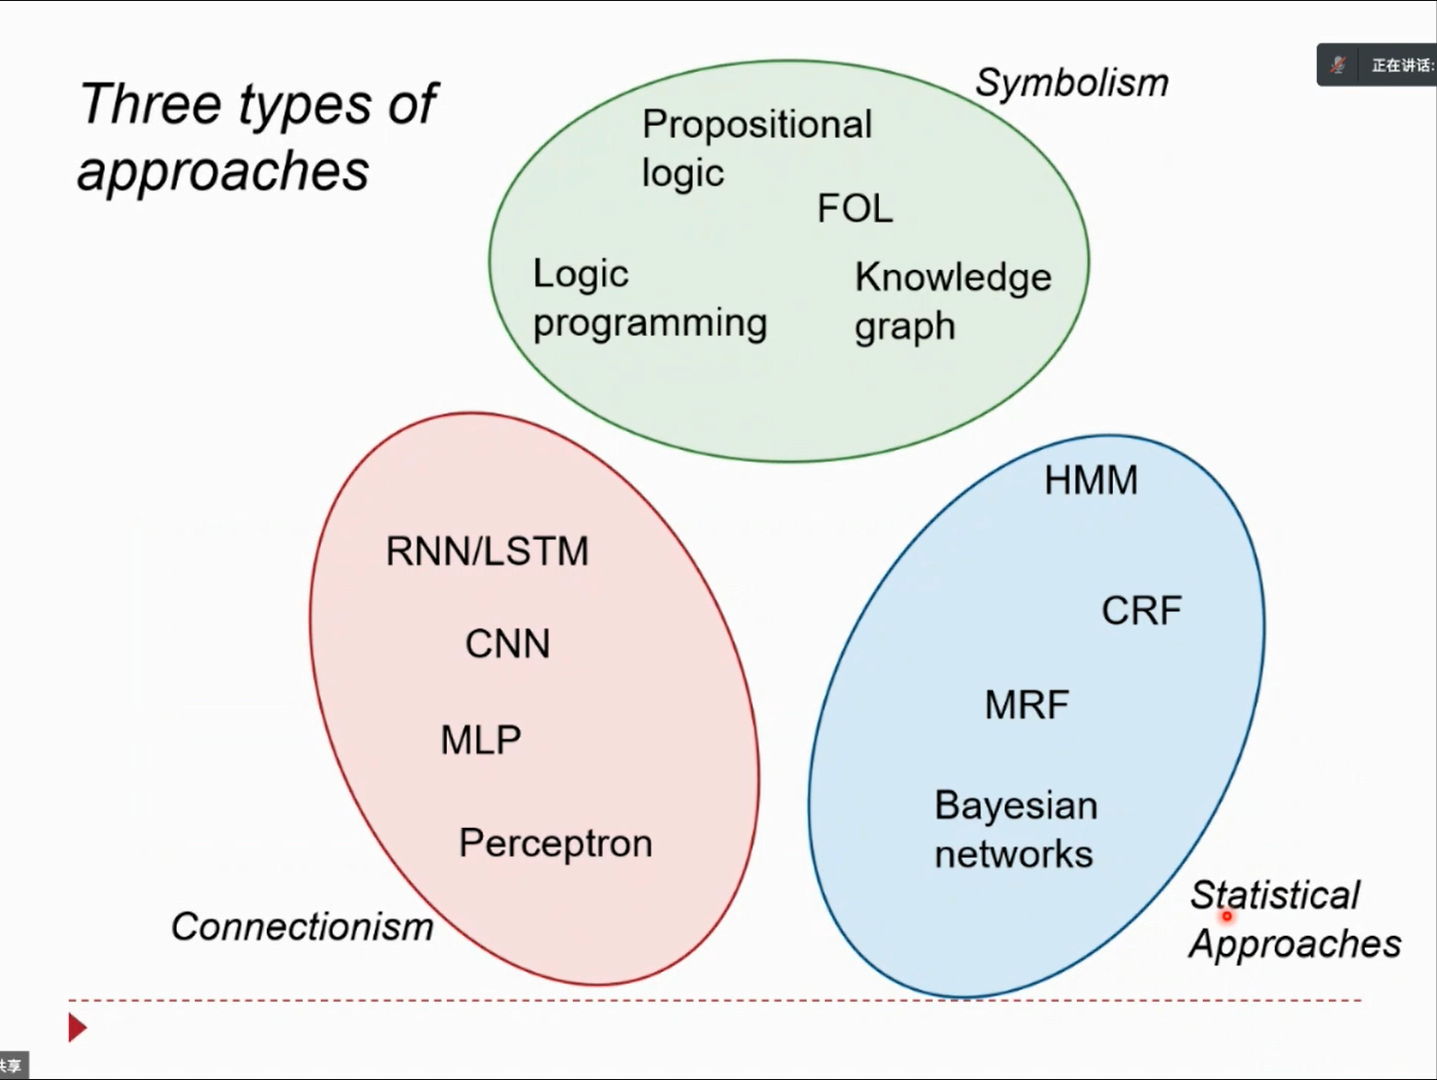 Three types of
approaches
Symbolism
正在讲话:
Propositional
logic
FOL
Logic
programming
Knowledge
graph
RNN/LSTM
CNN
MLP
Perceptron
Connectionism
HMM
CRF
MRF
Bayesian
networks
Statistical
Approaches
共享